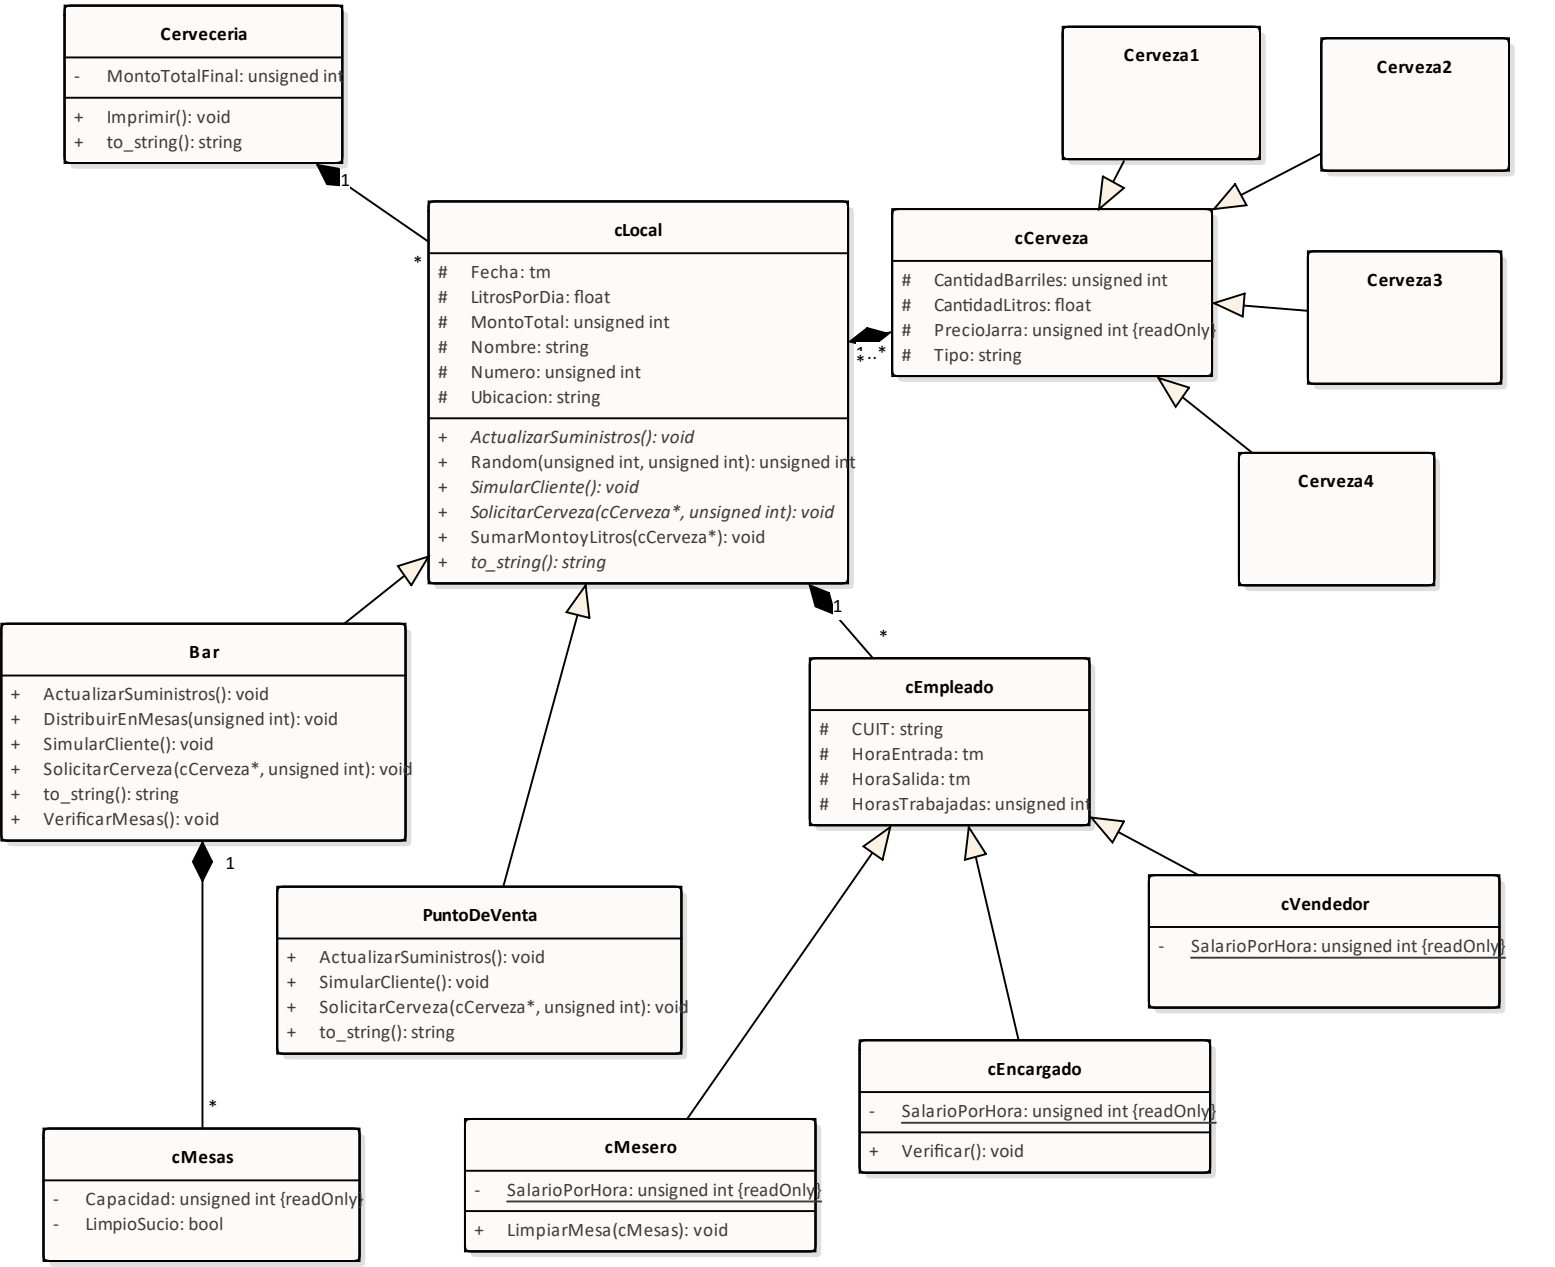 Cerveceria
- MontoTotalFinal: unsigned int
+ Imprimir(): void
+ to_string(): string
1
*
Cerveza1
Cerveza2
Cerveza3
Cerveza4
cLocal
# Fecha: tm
# LitrosPorDia: float
# MontoTotal: unsigned int
# Nombre: string
# Numero: unsigned int
# Ubicacion: string
+ ActualizarSuministros(): void
+ Random(unsigned int, unsigned int): unsigned int
+ SimularCliente(): void
+ SolicitarCerveza(cCerveza*, unsigned int): void
+ SumarMontoyLitros(cCerveza*): void
+ to_string(): string
1..*
*
cCerveza
# CantidadBarriles: unsigned int
# CantidadLitros: float
# PrecioJarra: unsigned int {readOnly}
# Tipo: string
1
*
Bar
+ ActualizarSuministros(): void
+ DistribuirEnMesas(unsigned int): void
+ SimularCliente(): void
+ SolicitarCerveza(cCerveza*, unsigned int): void
+ to_string(): string
+ VerificarMesas(): void
1
*
cEmpleado
# CUIT: string
# HoraEntrada: tm
# HoraSalida: tm
# HorasTrabajadas: unsigned int
PuntoDeVenta
+ ActualizarSuministros(): void
+ SimularCliente(): void
+ SolicitarCerveza(cCerveza*, unsigned int): void
+ to_string(): string
cVendedor
- SalarioPorHora: unsigned int {readOnly}
cEncargado
- SalarioPorHora: unsigned int {readOnly}
+ Verificar(): void
cMesero
- SalarioPorHora: unsigned int {readOnly}
+ LimpiarMesa(cMesas): void
cMesas
- Capacidad: unsigned int {readOnly}
- LimpioSucio: bool